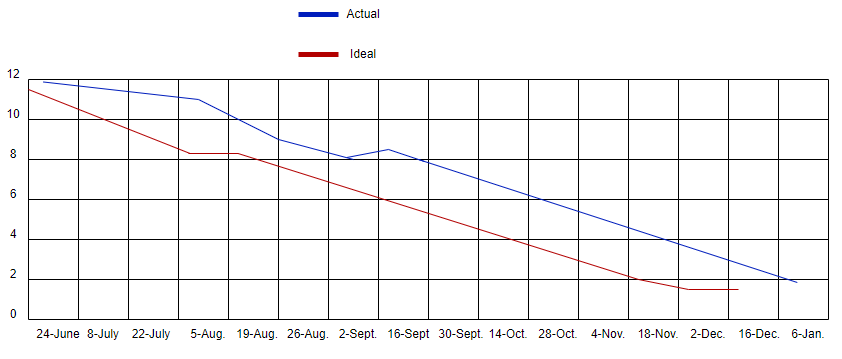 Actual
Ideal
12
10
8
6
4
2
0
24-June 8-July 22-July 5-Aug. 19-Aug. 26-Aug. 2-Sept. 16-Sept 30-Sept. 14-Oct. 28-Oct. 4-Nov. 18-Nov. 2-Dec. 16-Dec. 6-Jan.